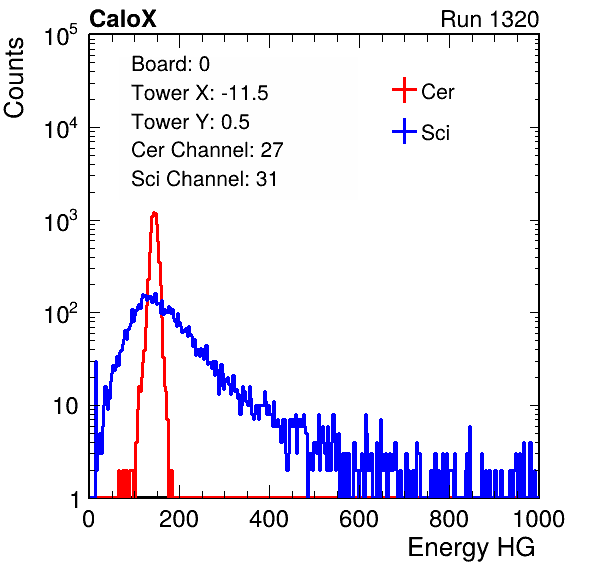 CaloX Run 1320
Board: 0
Tower X: -11.5
Tower Y: 0.5
Cer Channel: 27
Sci Channel: 31
Cer
Sci
Counts
10^5
10^4
10^3
10^2
10
1
0 200 400 600 800 1000
Energy HG